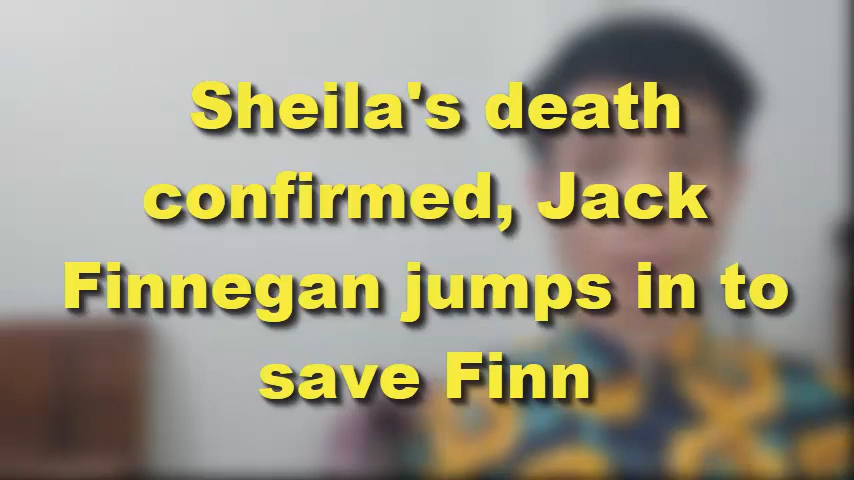 Sheila's death
confirmed, Jack
Finnegan jumps in to
save Finn